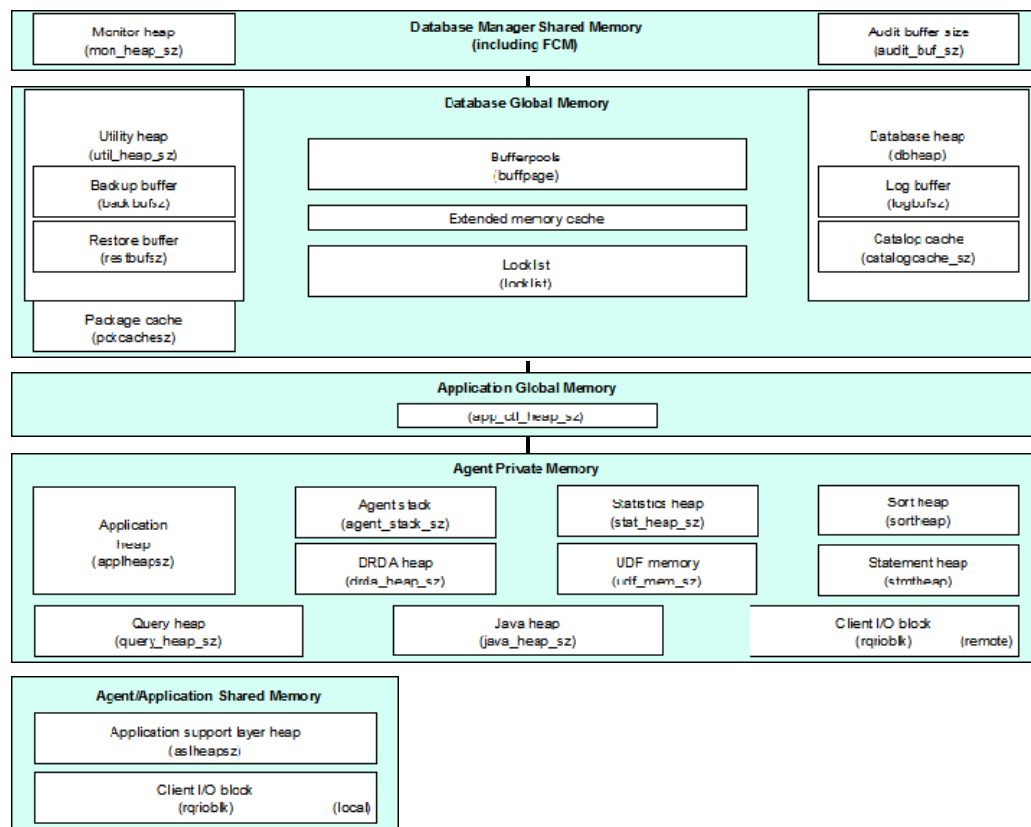 Database Manager Shared Memory
(including FCM)
Monitor heap
(mon_heap_sz)
Audit buffer size
(audit_buf_sz)
Database Global Memory
Utility heap
(util_heap_sz)
Backup buffer
(backbufsz)
Restore buffer
(restbufsz)
Package cache
(pckcachesz)
Bufferpools
(buffpage)
Extended memory cache
Locklist
(locklist)
Database heap
(dbheap)
Log buffer
(logbufsz)
Catalog cache
(catalogcache_sz)
Application Global Memory
(app_ctl_heap_sz)
Agent Private Memory
Application
heap
(applheapsz)
Agent stack
(agent_stack_sz)
Statistics heap
(stat_heap_sz)
Sort heap
(sortheap)
DRDA heap
(drda_heap_sz)
UDF memory
(udf_mem_sz)
Statement heap
(stmtheap)
Query heap
(query_heap_sz)
Java heap
(java_heap_sz)
Client I/O block
(rqrioblk) (remote)
Agent/Application Shared Memory
Application support layer heap
(aslheapsz)
Client I/O block
(rqrioblk) (local)